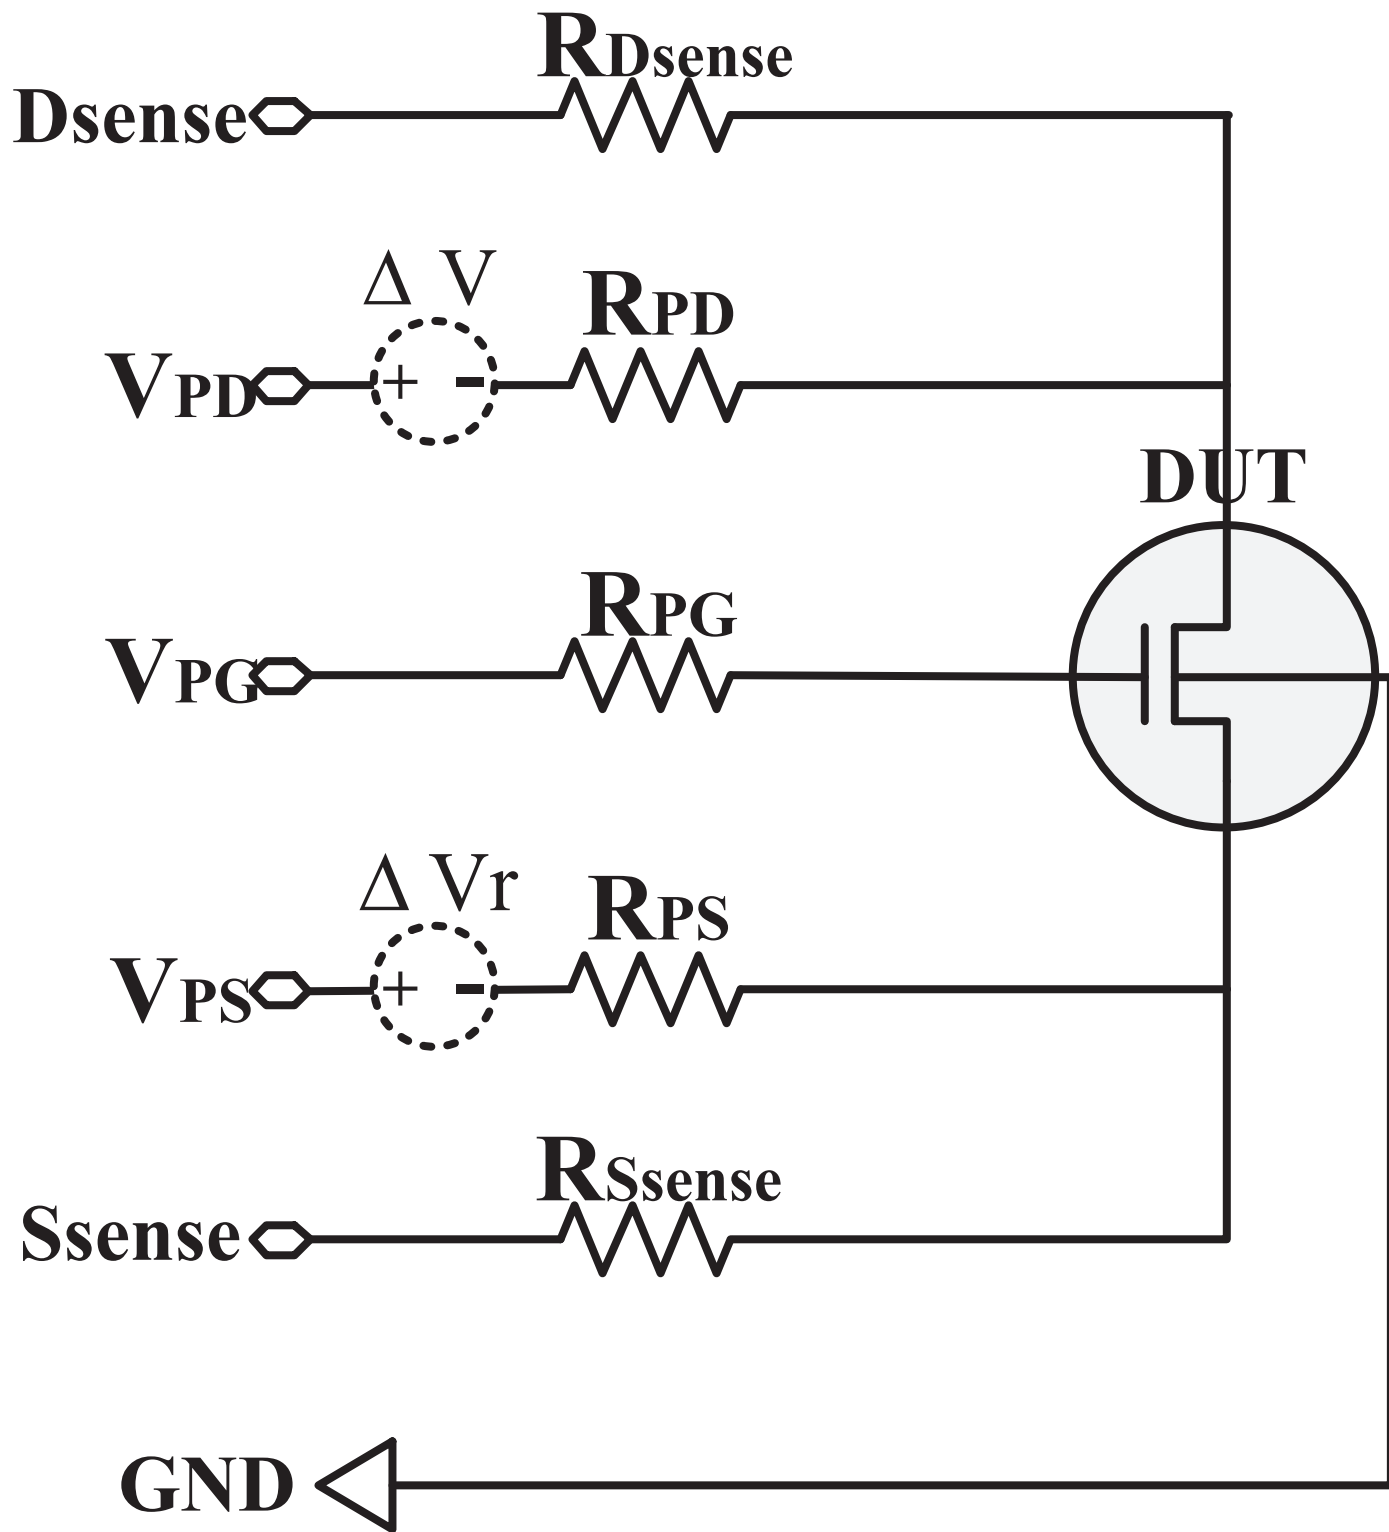 RDsense
Dsense
Δ V
RPD
VPD
+ -
DUT
RPG
VPG
Δ Vr
RPS
VPS
+ -
RSsense
Ssense
GND